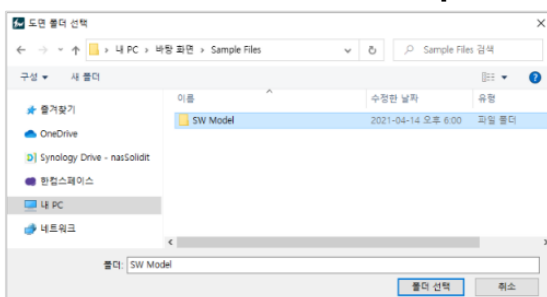 도면 폴더 선택
내 PC > 바탕 화면 > Sample Files
Sample Files 검색
구성 새 폴더
이름 수정한 날짜 유형
즐겨찾기
SW Model 2021-04-14 오후 6:00 파일 폴더
OneDrive
Synology Drive - nasSolidit
한컴스페이스
내 PC
네트워크
폴더: SW Model
폴더 선택 취소